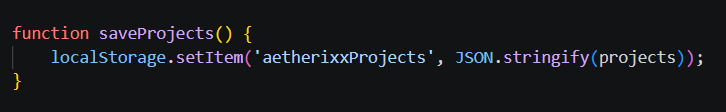 function saveProjects() {
    localStorage.setItem('aetherixxProjects', JSON.stringify(projects));
}